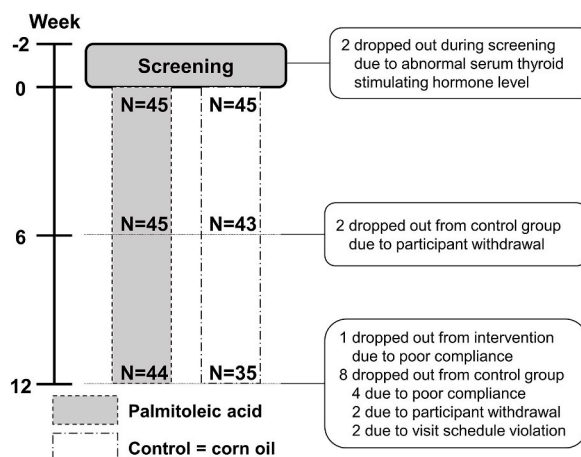 Week
-2
Screening
2 dropped out during screening
due to abnormal serum thyroid
stimulating hormone level
0
N=45 N=45
N=45 N=43
6
2 dropped out from control group
due to participant withdrawal
N=44 N=35
12
1 dropped out from intervention
due to poor compliance
8 dropped out from control group
4 due to poor compliance
2 due to participant withdrawal
2 due to visit schedule violation
Palmitoleic acid
Control = corn oil